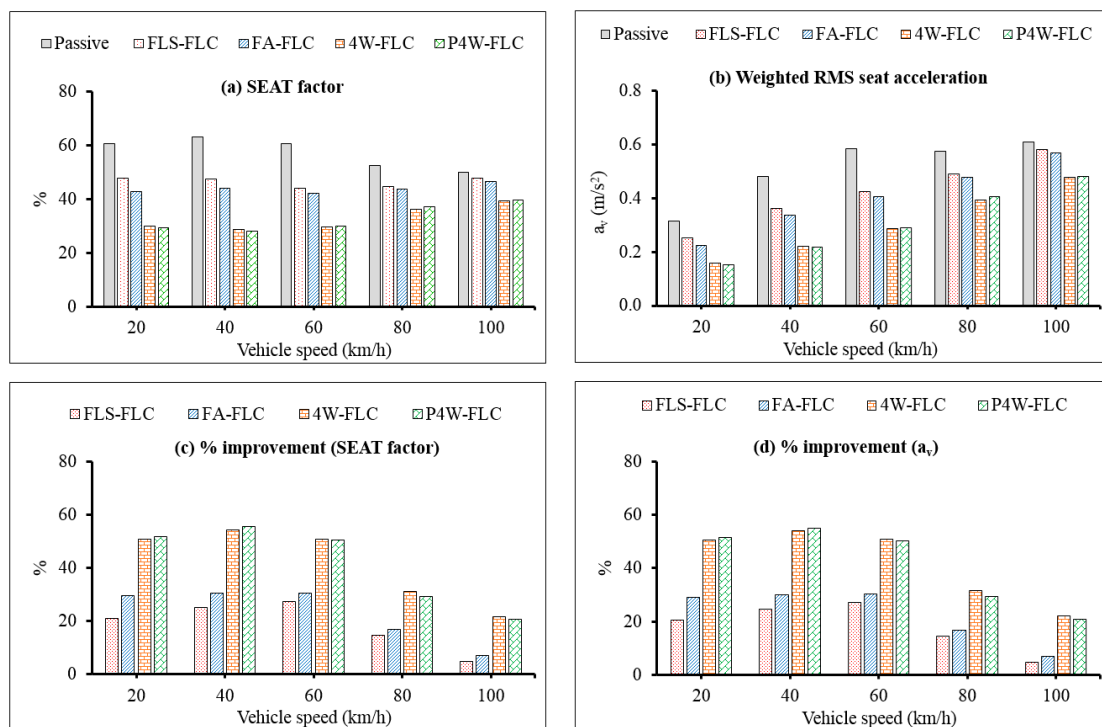 Passive FLS-FLC FA-FLC 4W-FLC P4W-FLC
(a) SEAT factor
80
60
40
20
0
%
20 40 60 80 100
Vehicle speed (km/h)
Passive FLS-FLC FA-FLC 4W-FLC P4W-FLC
(b) Weighted RMS seat acceleration
0.8
0.6
0.4
0.2
0.0
aᵥ (m/s²)
20 40 60 80 100
Vehicle speed (km/h)
FLS-FLC FA-FLC 4W-FLC P4W-FLC
(c) % improvement (SEAT factor)
80
60
40
20
0
%
20 40 60 80 100
Vehicle speed (km/h)
FLS-FLC FA-FLC 4W-FLC P4W-FLC
(d) % improvement (aᵥ)
80
60
40
20
0
%
20 40 60 80 100
Vehicle speed (km/h)